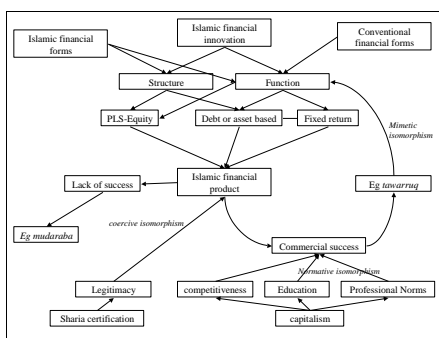 Islamic financial
forms
Islamic financial
innovation
Conventional
financial forms
Structure
Function
PLS-Equity
Debt or asset based
Fixed return
Mimetic
isomorphism
Lack of success
Islamic financial
product
Eg tawarruq
Eg mudaraba
coercive isomorphism
Commercial success
Normative isomorphism
Legitimacy
competitiveness
Education
Professional Norms
Sharia certification
capitalism